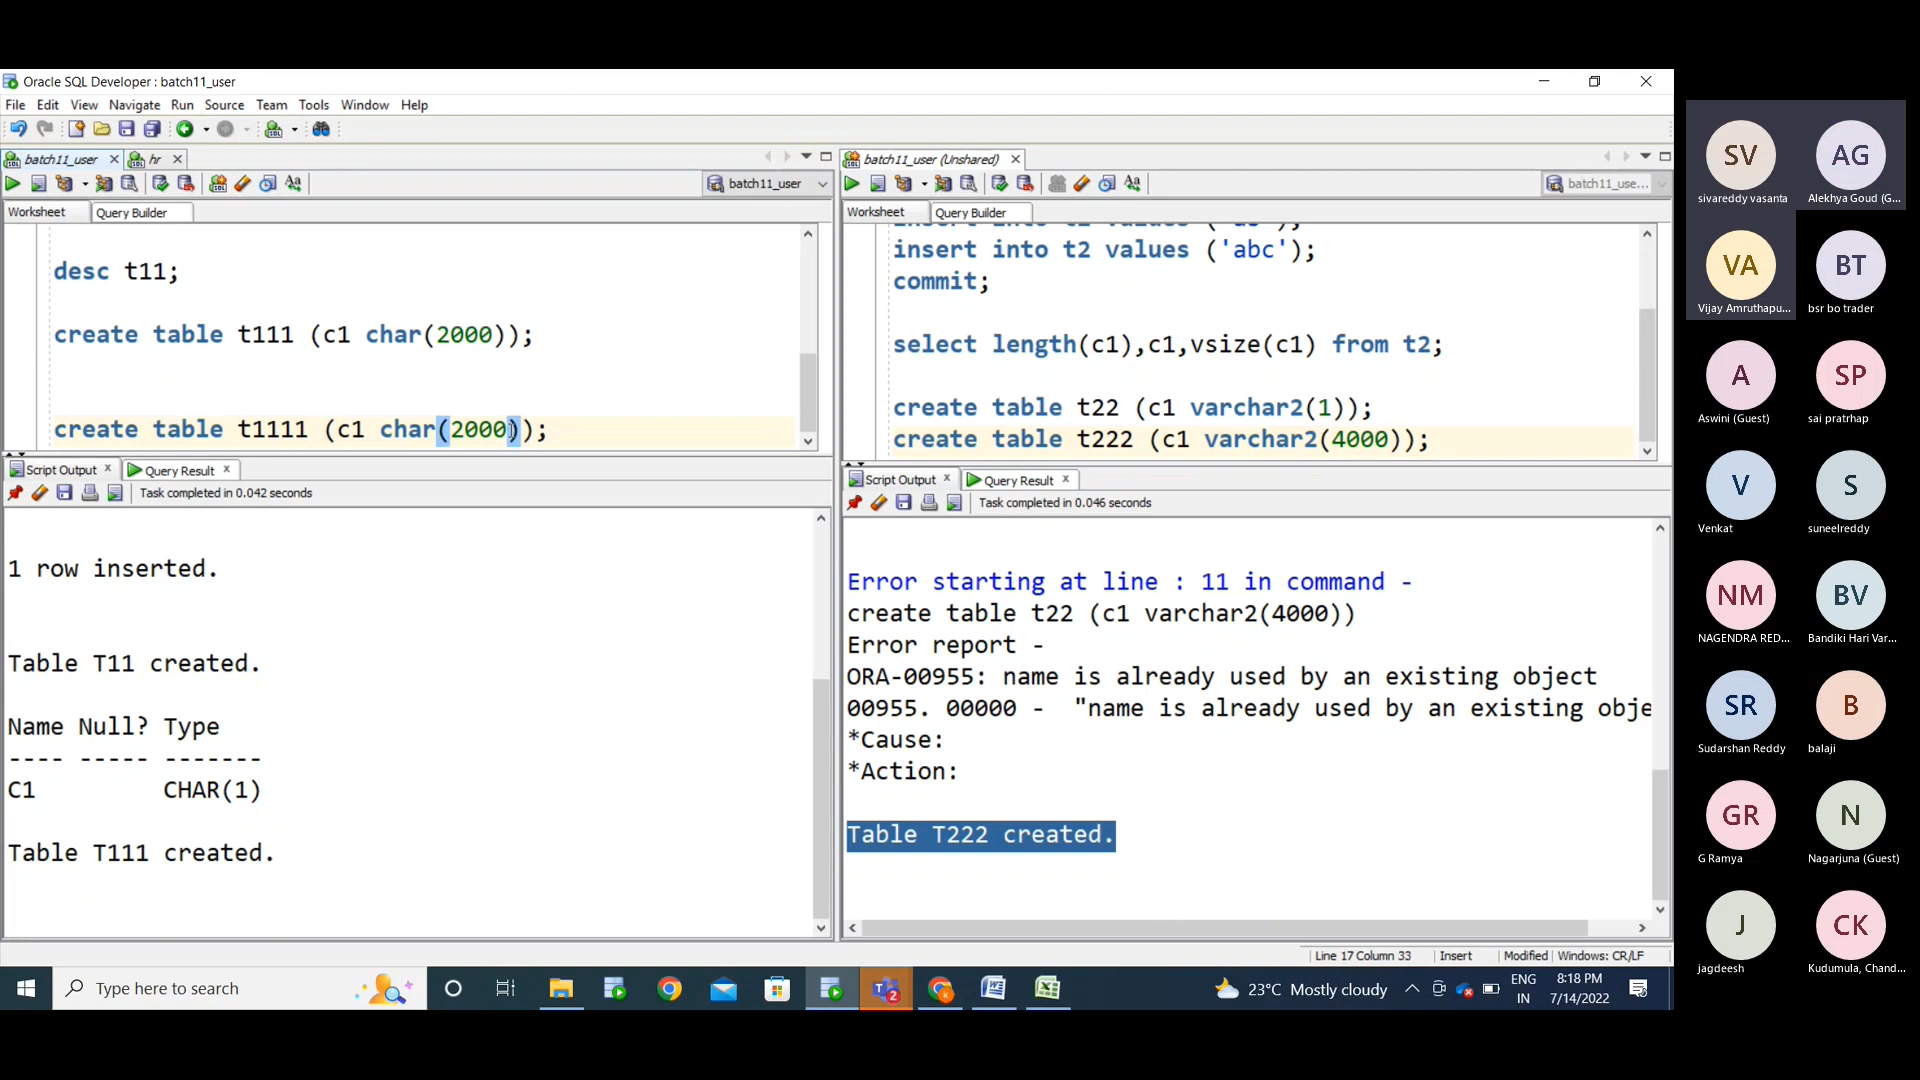 Oracle SQL Developer : batch11_user
File Edit View Navigate Run Source Team Tools Window Help
batch11_user
hr
batch11_user
Worksheet Query Builder
desc t11;
create table t111 (c1 char(2000));
create table t1111 (c1 char(2000));
Script Output Query Result
Task completed in 0.042 seconds
1 row inserted.
Table T11 created.
Name Null? Type
---- ----- -------
C1 CHAR(1)
Table T111 created.
batch11_user (Unshared)
batch11_use...
Worksheet Query Builder
insert into t2 values ('abc');
commit;
select length(c1),c1,vsize(c1) from t2;
create table t22 (c1 varchar2(1));
create table t222 (c1 varchar2(4000));
Script Output Query Result
Task completed in 0.046 seconds
Error starting at line : 11 in command -
create table t22 (c1 varchar2(4000))
Error report -
ORA-00955: name is already used by an existing object
00955. 00000 - "name is already used by an existing obje
*Cause:
*Action:
Table T222 created.
Line 17 Column 33 Insert Modified Windows: CR/LF
Type here to search
2
23°C Mostly cloudy
ENG
IN
8:18 PM
7/14/2022
SV
sivareddy vasanta
AG
Alekhya Goud (G...
VA
Vijay Amruthapu...
BT
bsr bo trader
A
Aswini (Guest)
SP
sai pratrhap
V
Venkat
S
suneelreddy
NM
NAGENDRA RED...
BV
Bandiki Hari Var...
SR
Sudarshan Reddy
B
balaji
GR
G Ramya
N
Nagarjuna (Guest)
J
jagdeesh
CK
Kudumula, Chand...